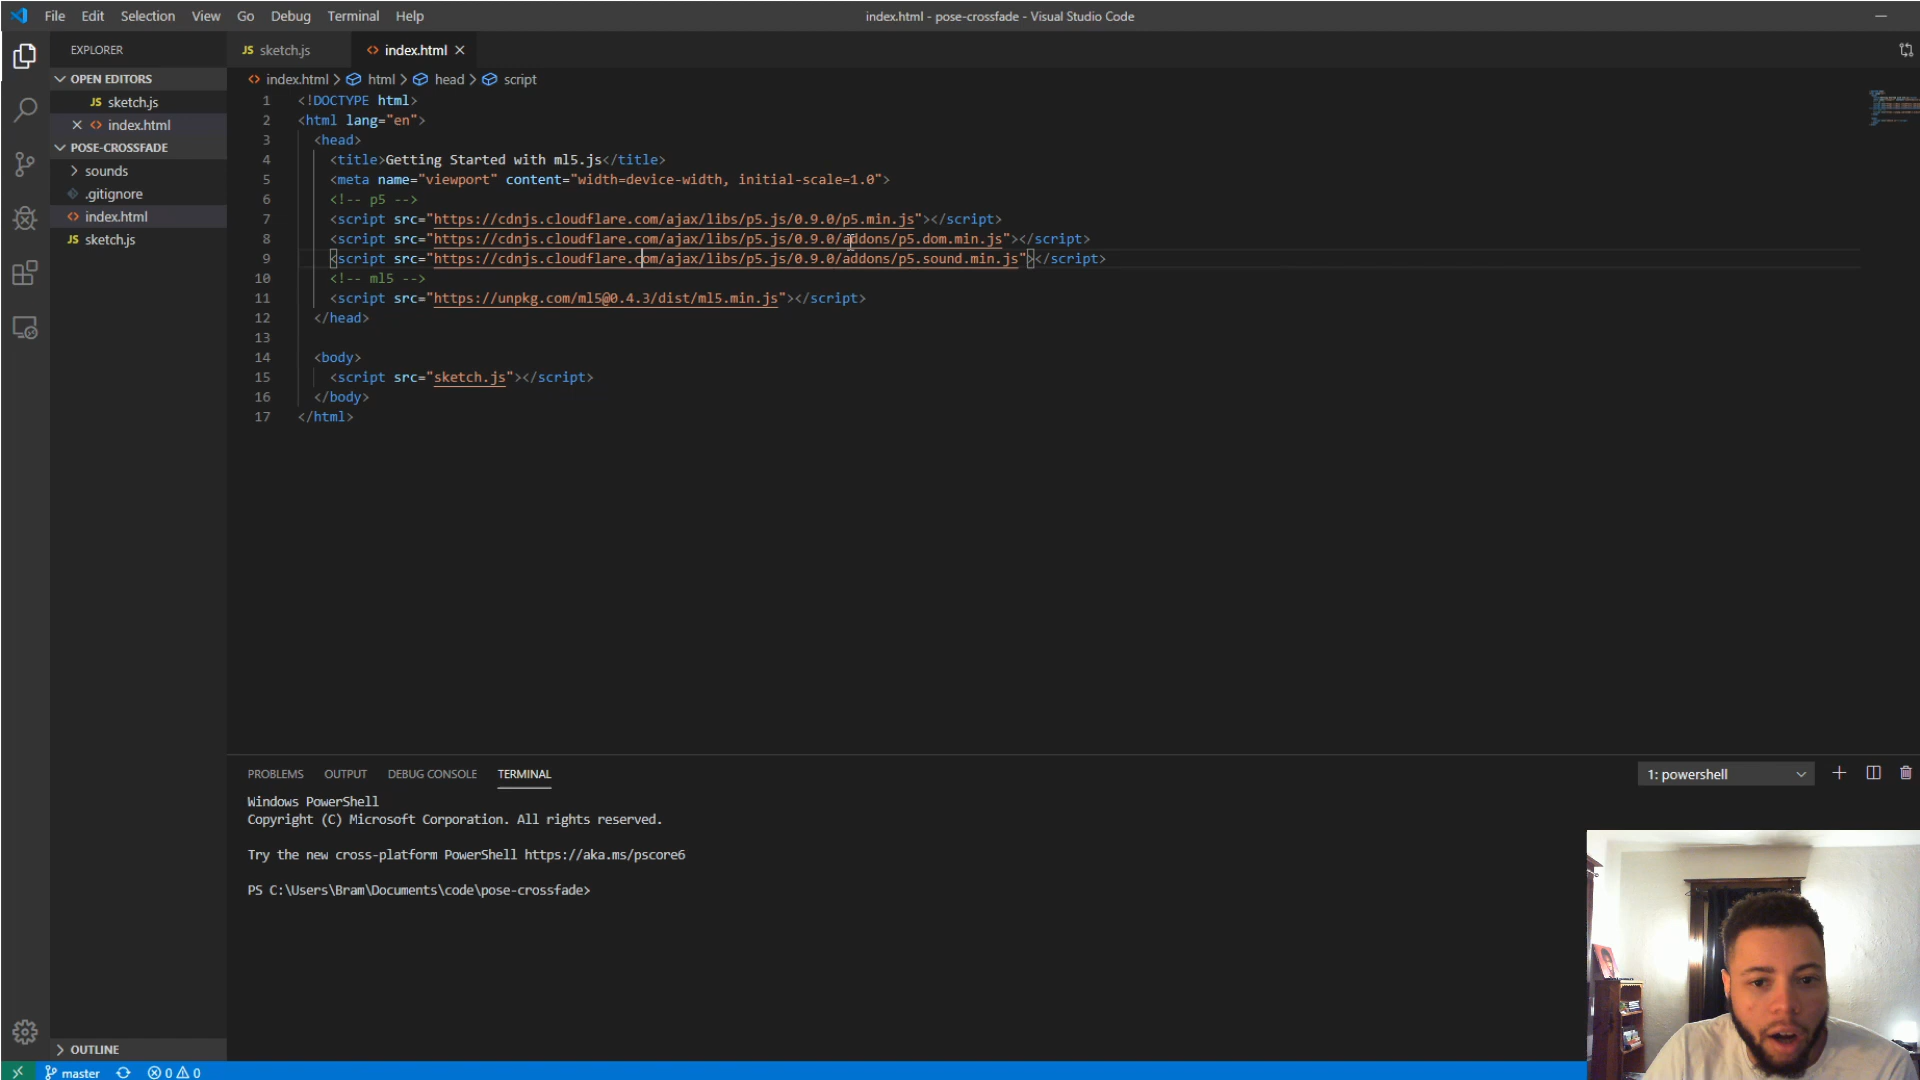 File Edit Selection View Go Debug Terminal Help
index.html - pose-crossfade - Visual Studio Code
EXPLORER
OPEN EDITORS
JS sketch.js
<> index.html
POSE-CROSSFADE
sounds
.gitignore
<> index.html
JS sketch.js
OUTLINE
JS sketch.js
<> index.html
<> index.html > html > head > script
1 <!DOCTYPE html>
2 <html lang="en">
3 <head>
4 <title>Getting Started with ml5.js</title>
5 <meta name="viewport" content="width=device-width, initial-scale=1.0">
6 <!-- p5 -->
7 <script src="https://cdnjs.cloudflare.com/ajax/libs/p5.js/0.9.0/p5.min.js"></script>
8 <script src="https://cdnjs.cloudflare.com/ajax/libs/p5.js/0.9.0/addons/p5.dom.min.js"></script>
9 <script src="https://cdnjs.cloudflare.com/ajax/libs/p5.js/0.9.0/addons/p5.sound.min.js"></script>
10 <!-- ml5 -->
11 <script src="https://unpkg.com/ml5@0.4.3/dist/ml5.min.js"></script>
12 </head>
13
14 <body>
15 <script src="sketch.js"></script>
16 </body>
17 </html>
PROBLEMS OUTPUT DEBUG CONSOLE TERMINAL
1: powershell
Windows PowerShell
Copyright (C) Microsoft Corporation. All rights reserved.
Try the new cross-platform PowerShell https://aka.ms/pscore6
PS C:\Users\Bram\Documents\code\pose-crossfade>
master 0 0